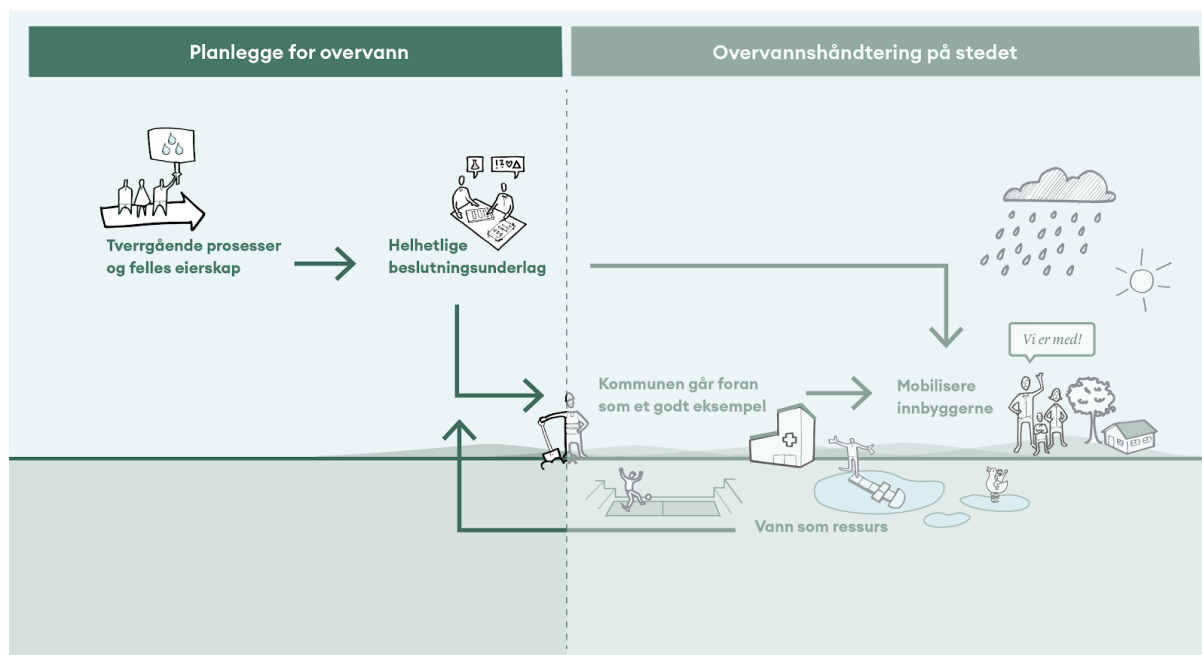 Planlegge for overvann
Overvannshåndtering på stedet
!?♥△
Tverrgående prosesser
og felles eierskap
Helhetlige
beslutningsunderlag
Vi er med!
Kommunen går foran
som et godt eksempel
Mobilisere
innbyggerne
Vann som ressurs